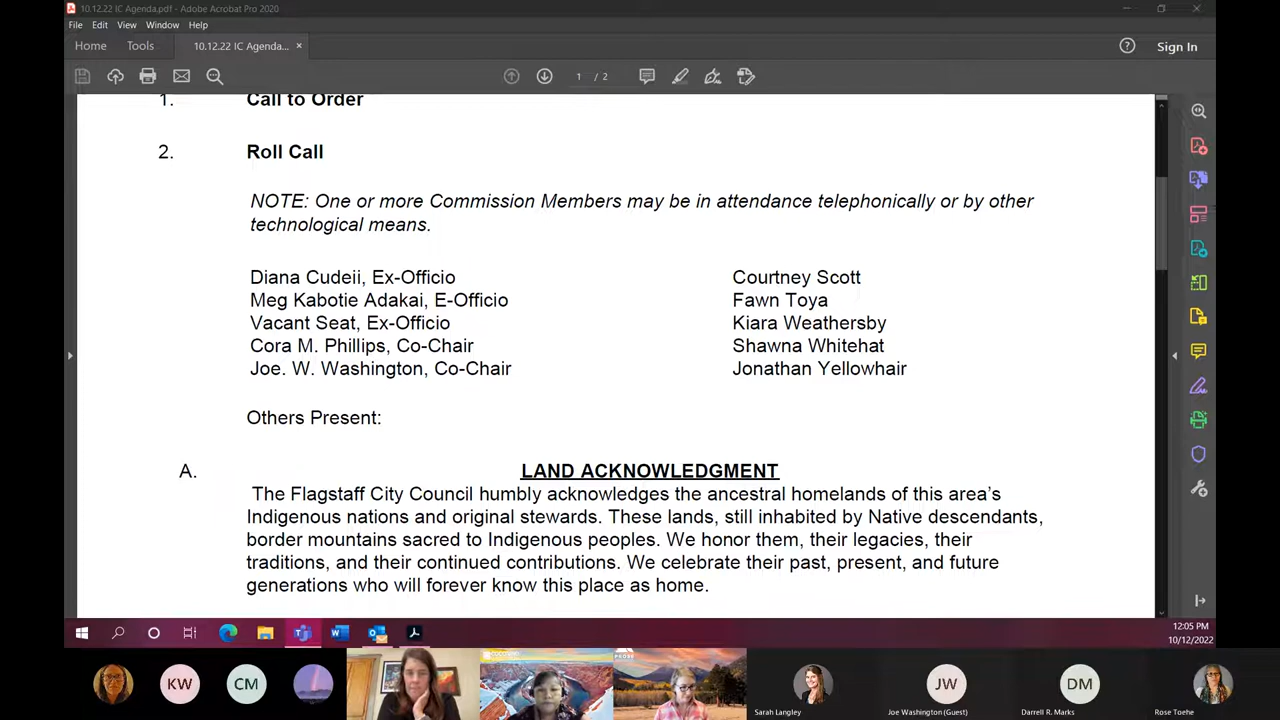 10.12.22 IC Agenda.pdf - Adobe Acrobat Pro 2020
File Edit View Window Help
Home Tools 10.12.22 IC Agenda... × Sign In
1 / 2
1. Call to Order
2. Roll Call
NOTE: One or more Commission Members may be in attendance telephonically or by other
technological means.
Diana Cudeii, Ex-Officio Courtney Scott
Meg Kabotie Adakai, E-Officio Fawn Toya
Vacant Seat, Ex-Officio Kiara Weathersby
Cora M. Phillips, Co-Chair Shawna Whitehat
Joe. W. Washington, Co-Chair Jonathan Yellowhair
Others Present:
A. LAND ACKNOWLEDGMENT
The Flagstaff City Council humbly acknowledges the ancestral homelands of this area's
Indigenous nations and original stewards. These lands, still inhabited by Native descendants,
border mountains sacred to Indigenous peoples. We honor them, their legacies, their
traditions, and their continued contributions. We celebrate their past, present, and future
generations who will forever know this place as home.
12:05 PM
10/12/2022
KW CM JW DM
Sarah Langley Joe Washington (Guest) Darrell R. Marks Rose Toehe